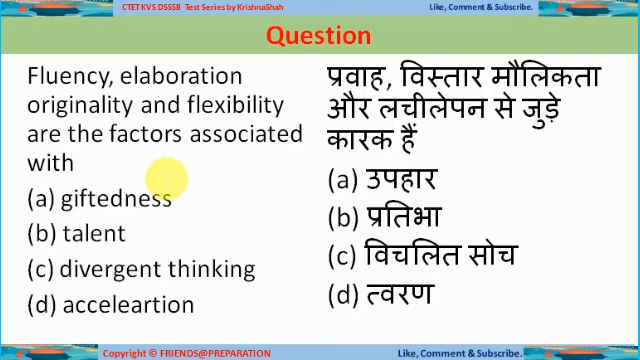 CTET KVS DSSSB Test Series by KrishnaShah
Like, Comment & Subscribe.
Question
Fluency, elaboration
originality and flexibility
are the factors associated
with
(a) giftedness
(b) talent
(c) divergent thinking
(d) acceleartion
प्रवाह, विस्तार मौलिकता
और लचीलेपन से जुड़े
कारक हैं
(a) उपहार
(b) प्रतिभा
(c) विचलित सोच
(d) त्वरण
Copyright © FRIENDS@PREPARATION
Like, Comment & Subscribe.